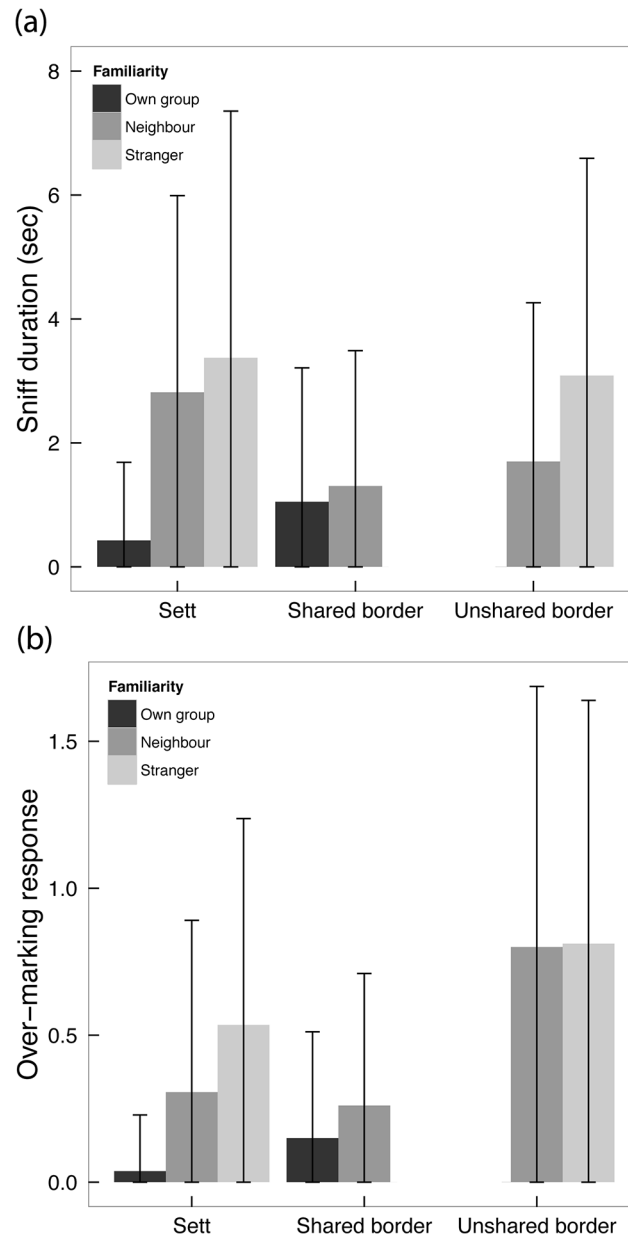 (a)
Familiarity
Own group
Neighbour
Stranger
8
6
4
2
0
Sniff duration (sec)
Sett Shared border Unshared border
(b)
Familiarity
Own group
Neighbour
Stranger
1.5
1.0
0.5
0.0
Over−marking response
Sett Shared border Unshared border